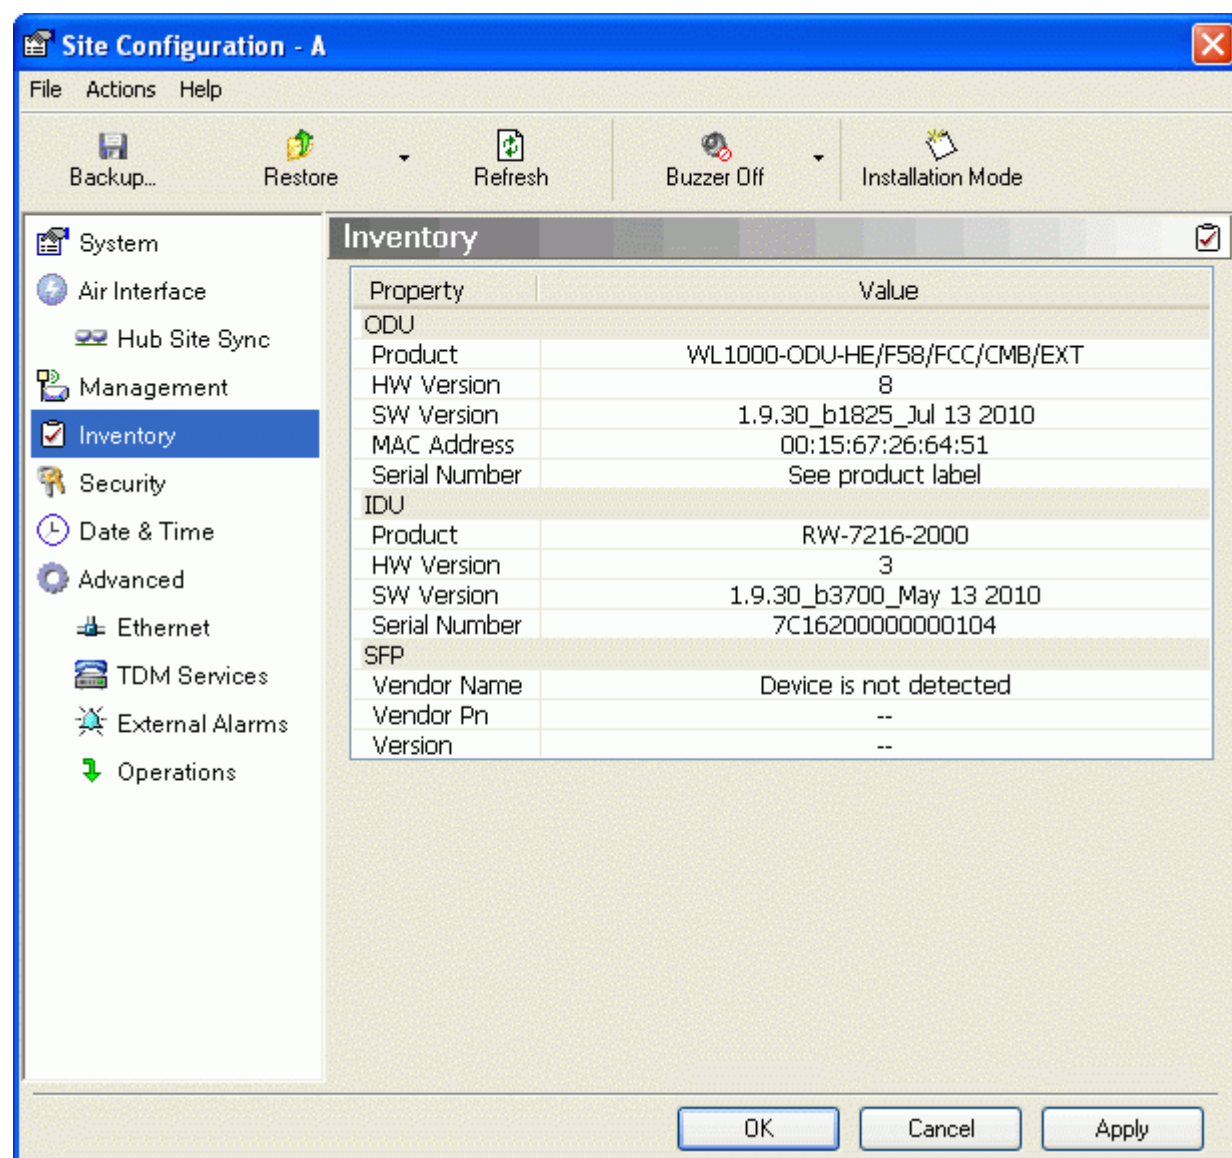 Site Configuration - A
File Actions Help
Backup... Restore Refresh Buzzer Off Installation Mode
System
Air Interface
Hub Site Sync
Management
Inventory
Security
Date & Time
Advanced
Ethernet
TDM Services
External Alarms
Operations
Inventory
Property Value
ODU
Product WL1000-ODU-HE/F58/FCC/CMB/EXT
HW Version 8
SW Version 1.9.30_b1825_Jul 13 2010
MAC Address 00:15:67:26:64:51
Serial Number See product label
IDU
Product RW-7216-2000
HW Version 3
SW Version 1.9.30_b3700_May 13 2010
Serial Number 7C16200000000104
SFP
Vendor Name Device is not detected
Vendor Pn --
Version --
OK Cancel Apply